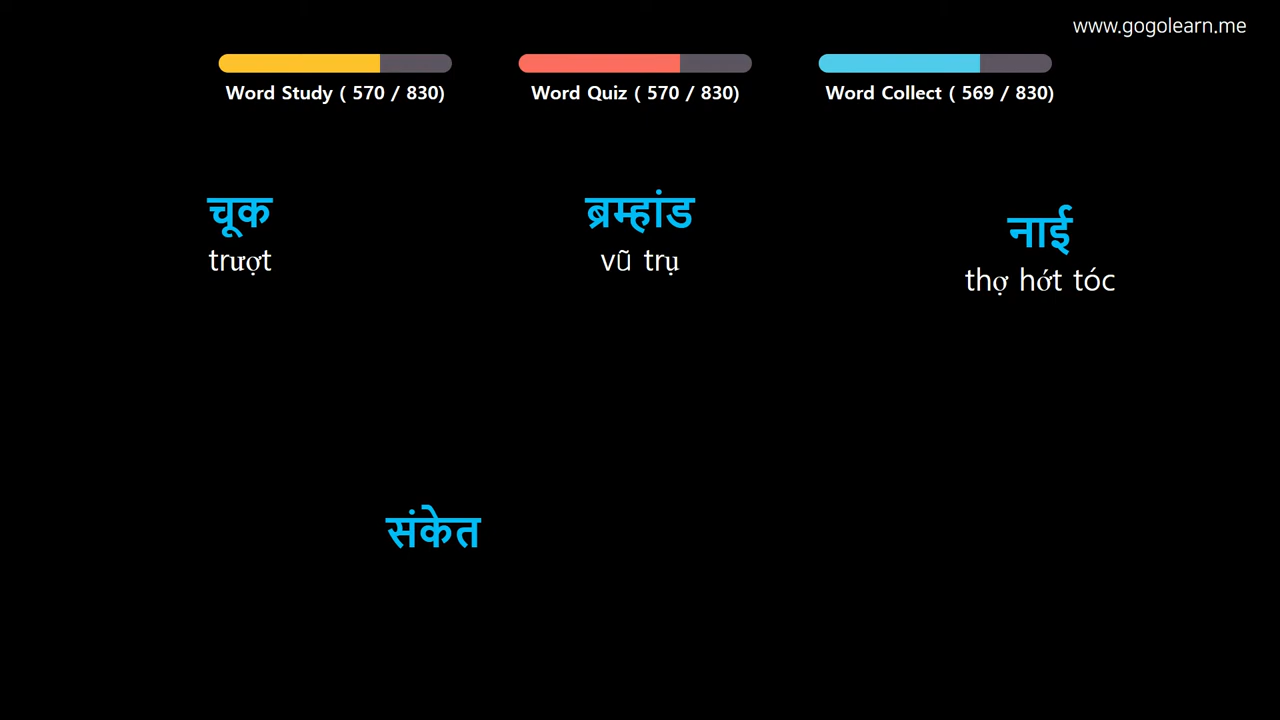 www.gogolearn.me
Word Study ( 570 / 830)
Word Quiz ( 570 / 830)
Word Collect ( 569 / 830)
चूक
trượt
ब्रम्हांड
vũ trụ
नाई
thợ hớt tóc
संकेत